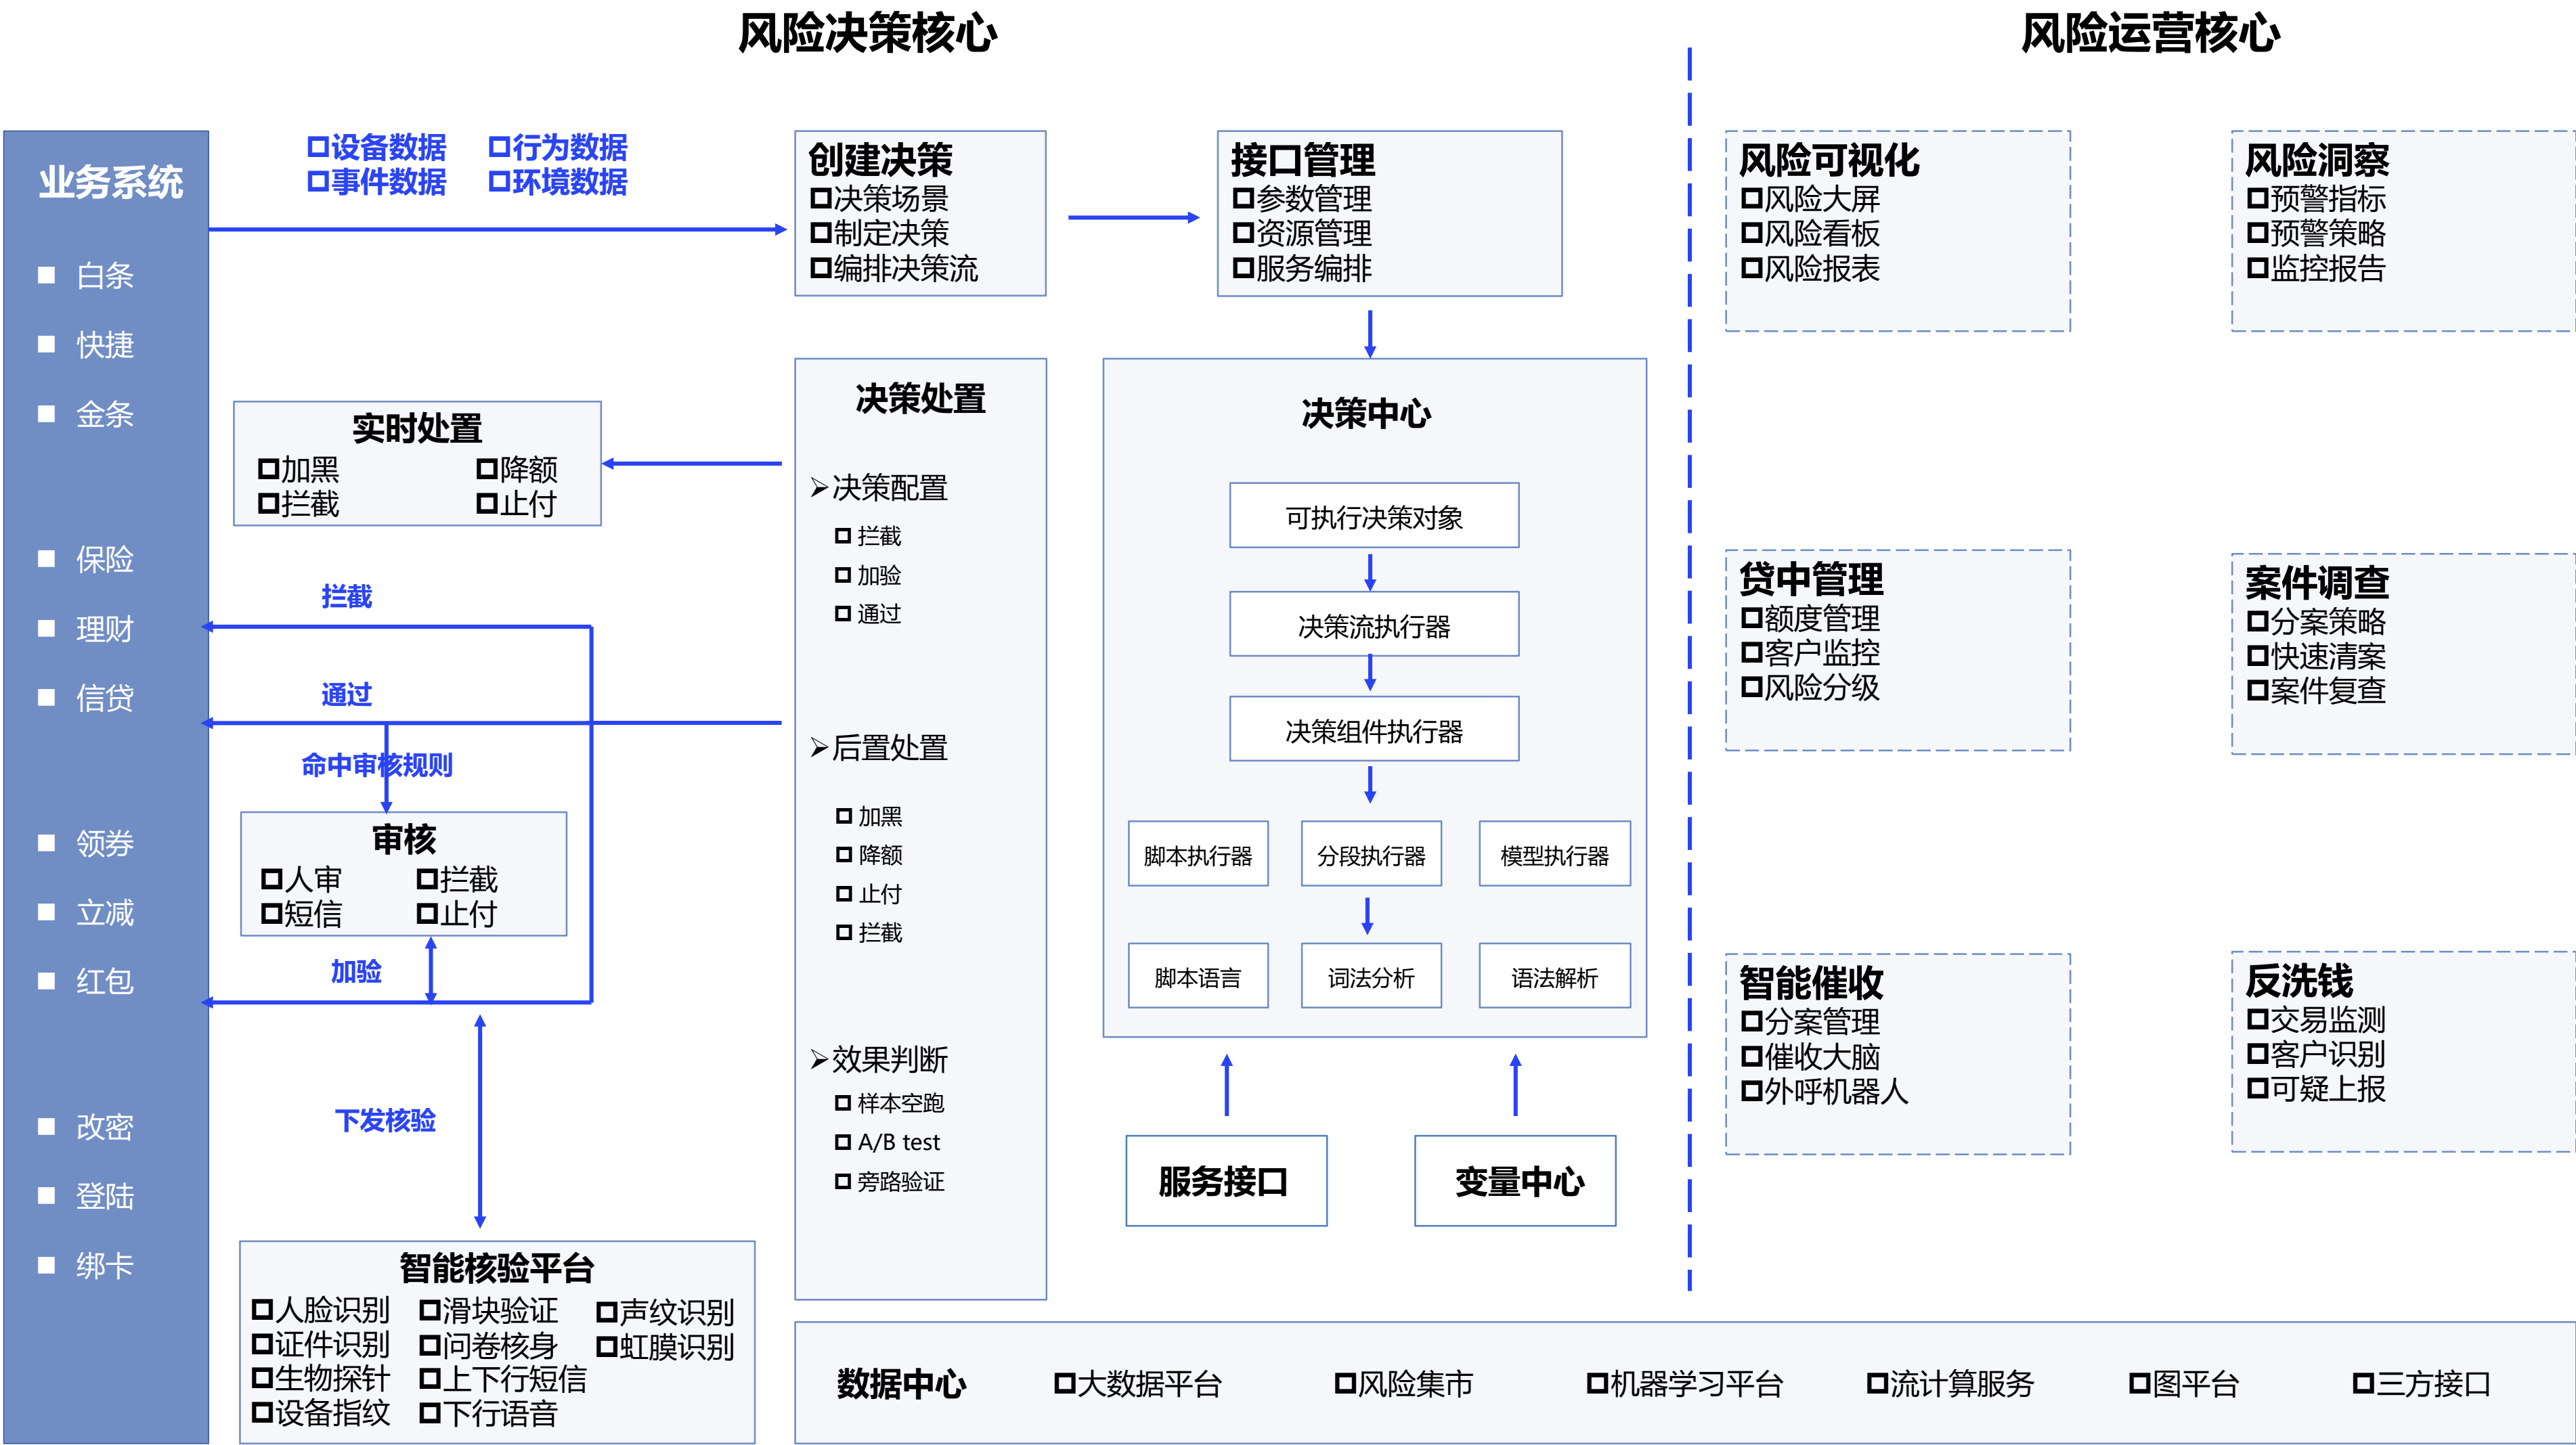 风险决策核心
风险运营核心
业务系统
白条
快捷
金条
保险
理财
信贷
领券
立减
红包
改密
登陆
绑卡
设备数据 行为数据
事件数据 环境数据
创建决策
决策场景
制定决策
编排决策流
接口管理
参数管理
资源管理
服务编排
实时处置
加黑 降额
拦截 止付
拦截
通过
命中审核规则
审核
人审 拦截
短信 止付
加验
下发核验
智能核验平台
人脸识别 滑块验证 声纹识别
证件识别 问卷核身 虹膜识别
生物探针 上下行短信
设备指纹 下行语音
决策处置
决策配置
拦截
加验
通过
后置处置
加黑
降额
止付
拦截
效果判断
样本空跑
A/B test
旁路验证
决策中心
可执行决策对象
决策流执行器
决策组件执行器
脚本执行器 分段执行器 模型执行器
脚本语言 词法分析 语法解析
服务接口 变量中心
风险可视化
风险大屏
风险看板
风险报表
风险洞察
预警指标
预警策略
监控报告
贷中管理
额度管理
客户监控
风险分级
案件调查
分案策略
快速清案
案件复查
智能催收
分案管理
催收大脑
外呼机器人
反洗钱
交易监测
客户识别
可疑上报
数据中心 大数据平台 风险集市 机器学习平台 流计算服务 图平台 三方接口